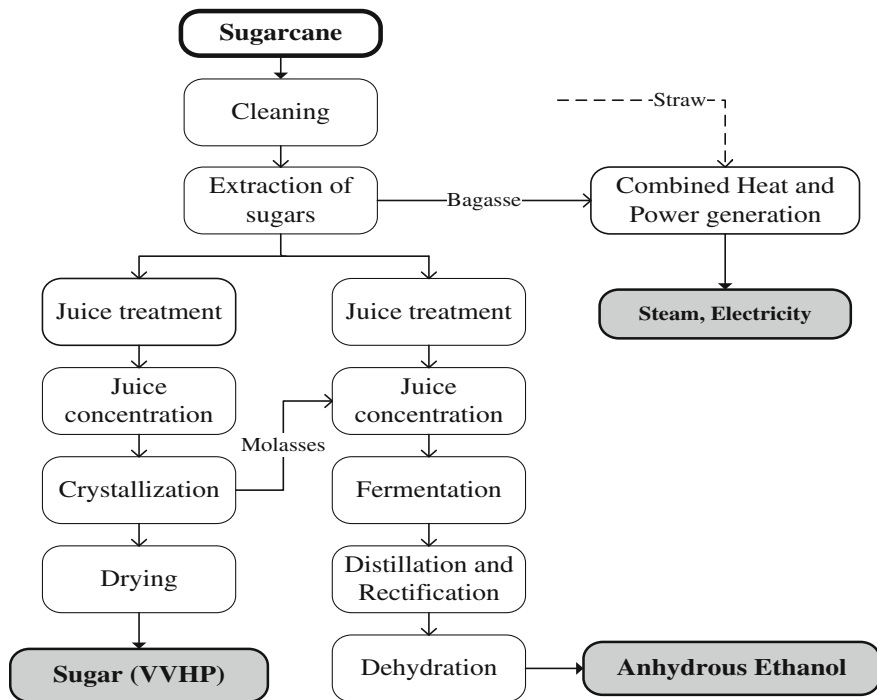 Sugarcane
Cleaning
Straw
Extraction of
sugars
Bagasse
Combined Heat and
Power generation
Juice treatment
Juice treatment
Steam, Electricity
Juice
concentration
Juice
concentration
Molasses
Crystallization
Fermentation
Drying
Distillation and
Rectification
Sugar (VVHP)
Dehydration
Anhydrous Ethanol